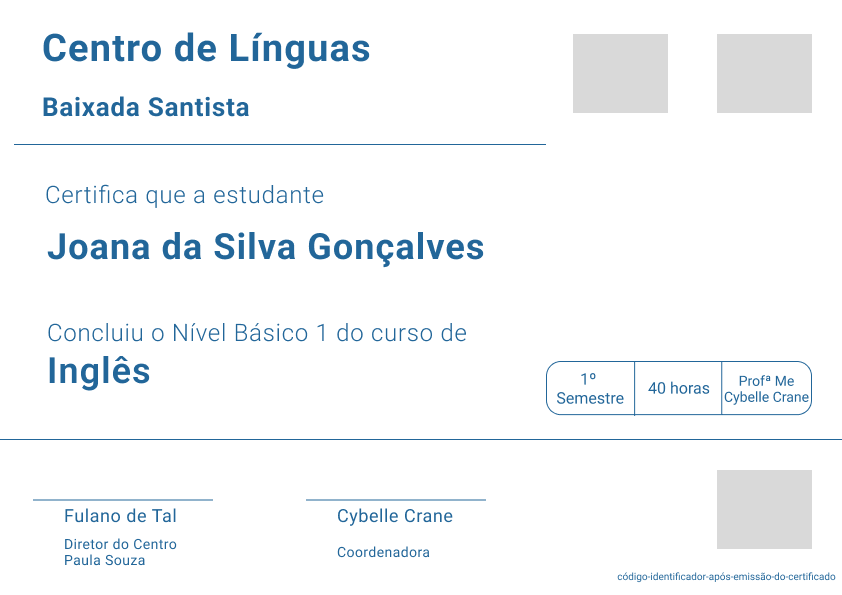 Centro de Línguas
Baixada Santista
Certifica que a estudante
Joana da Silva Gonçalves
Concluiu o Nível Básico 1 do curso de
Inglês
1º
Semestre
40 horas
Profª Me
Cybelle Crane
Fulano de Tal
Diretor do Centro
Paula Souza
Cybelle Crane
Coordenadora
código-identificador-após-emissão-do-certificado